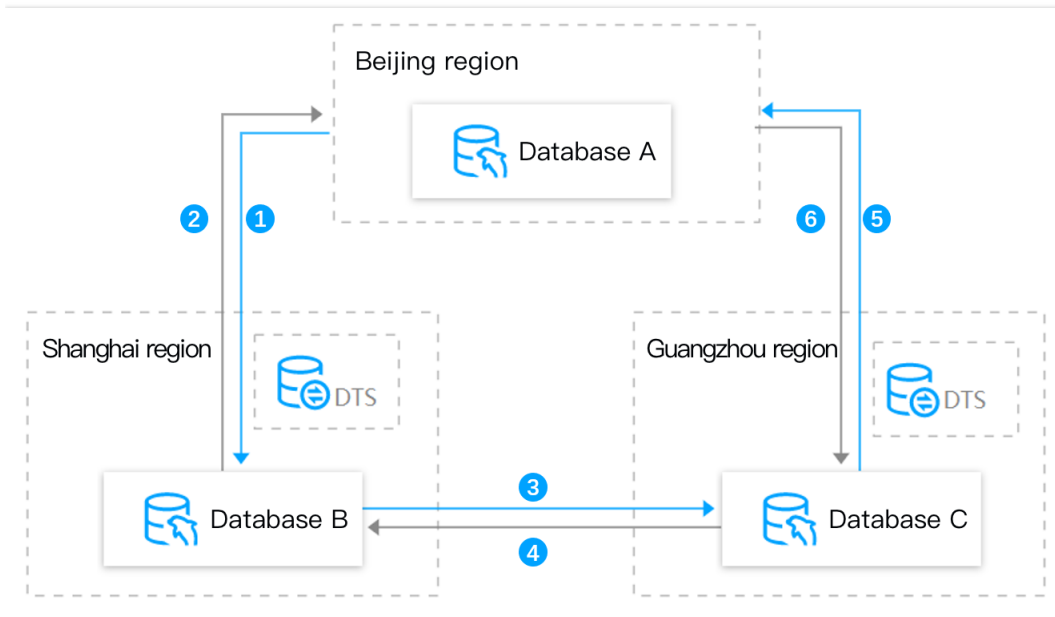 Beijing region
Database A
2
1
6
5
Shanghai region
DTS
Guangzhou region
DTS
3
Database B
Database C
4